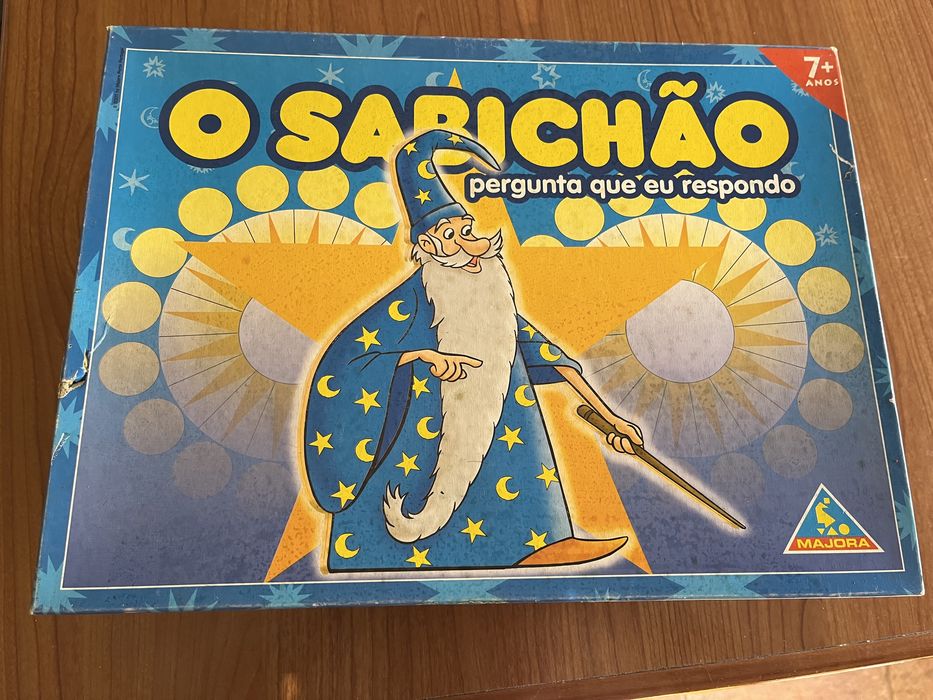 7+
ANOS
O SABICHÃO
pergunta que eu respondo
MAJORA